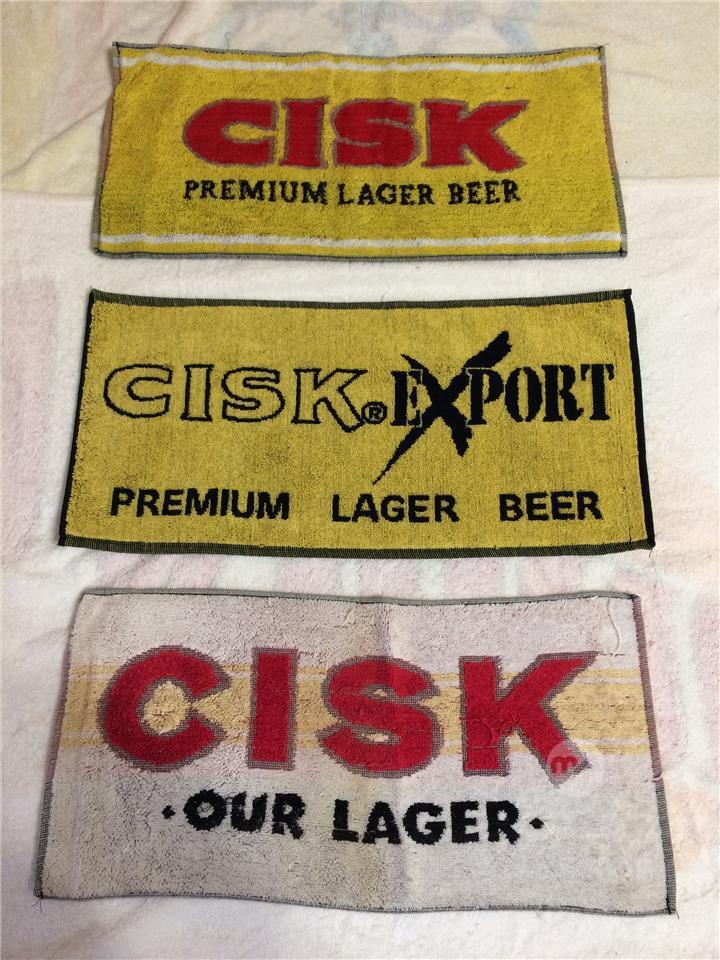 CISK
PREMIUM LAGER BEER
CISK® EXPORT
PREMIUM LAGER BEER
CISK
·OUR LAGER·
m